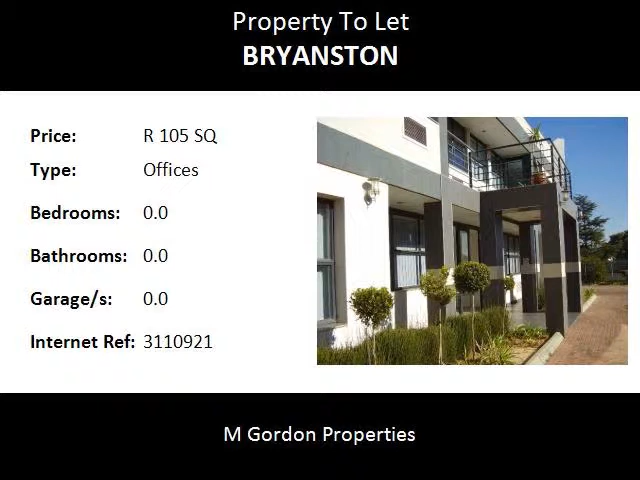 Property To Let
BRYANSTON
Price: R 105 SQ
Type: Offices
Bedrooms: 0.0
Bathrooms: 0.0
Garage/s: 0.0
Internet Ref: 3110921
M Gordon Properties